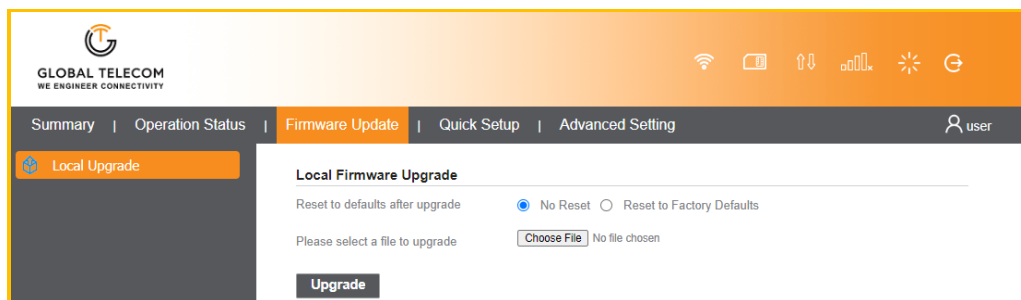 GLOBAL TELECOM
WE ENGINEER CONNECTIVITY
Summary | Operation Status | Firmware Update | Quick Setup | Advanced Setting user
Local Upgrade
Local Firmware Upgrade
Reset to defaults after upgrade No Reset Reset to Factory Defaults
Please select a file to upgrade Choose File No file chosen
Upgrade